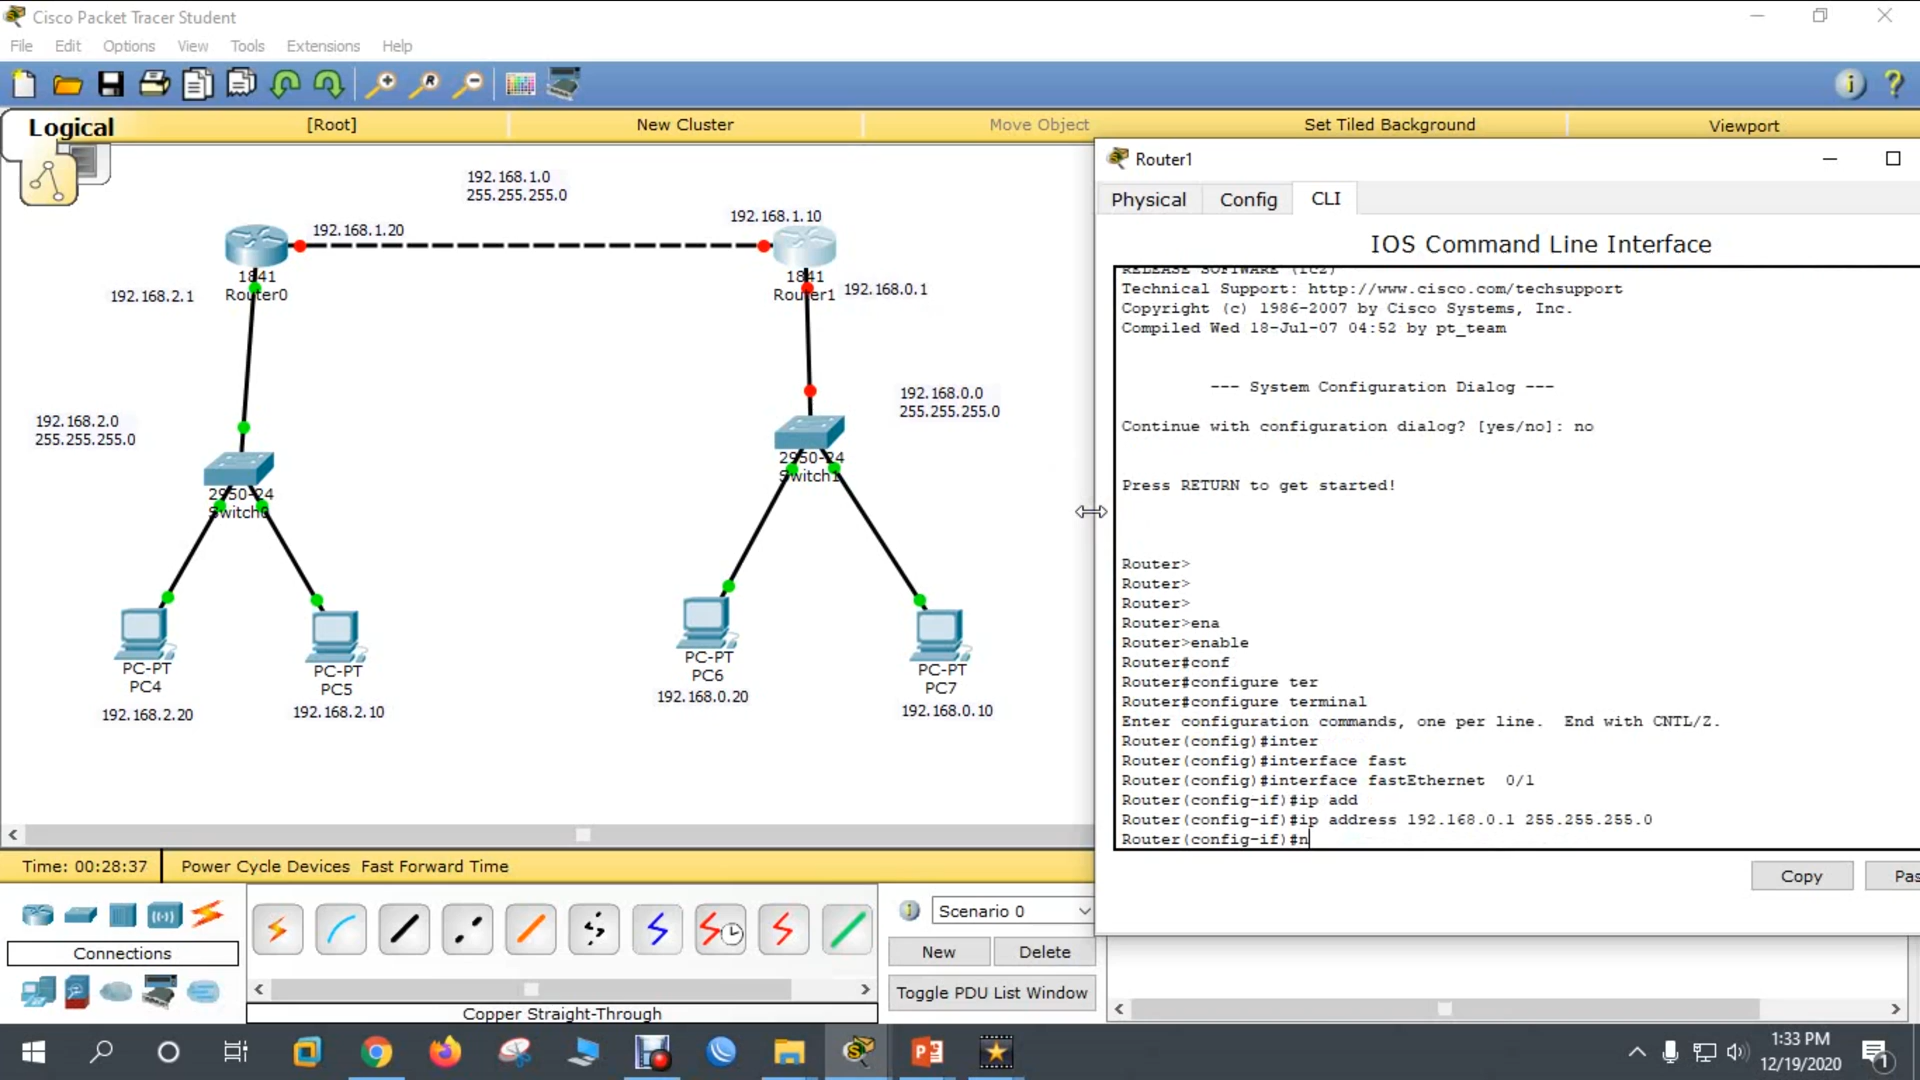 Cisco Packet Tracer Student
File Edit Options View Tools Extensions Help
Logical [Root] New Cluster Move Object Set Tiled Background Viewport
192.168.1.0
255.255.255.0
192.168.1.20
192.168.1.10
1841
Router0
192.168.2.1
1841
Router1
192.168.0.1
192.168.2.0
255.255.255.0
192.168.0.0
255.255.255.0
2950-24
Switch0
2950-24
Switch1
PC-PT
PC4
192.168.2.20
PC-PT
PC5
192.168.2.10
PC-PT
PC6
192.168.0.20
PC-PT
PC7
192.168.0.10
Router1
Physical Config CLI
IOS Command Line Interface
RELEASE SOFTWARE (fc2)
Technical Support: http://www.cisco.com/techsupport
Copyright (c) 1986-2007 by Cisco Systems, Inc.
Compiled Wed 18-Jul-07 04:52 by pt_team
--- System Configuration Dialog ---
Continue with configuration dialog? [yes/no]: no
Press RETURN to get started!
Router>
Router>
Router>
Router>ena
Router>enable
Router#conf
Router#configure ter
Router#configure terminal
Enter configuration commands, one per line.  End with CNTL/Z.
Router(config)#inter
Router(config)#interface fast
Router(config)#interface fastEthernet  0/1
Router(config-if)#ip add
Router(config-if)#ip address 192.168.0.1 255.255.255.0
Router(config-if)#n
Copy Pas
Time: 00:28:37 Power Cycle Devices Fast Forward Time
Connections
Copper Straight-Through
Scenario 0
New Delete
Toggle PDU List Window
1:33 PM
12/19/2020
1